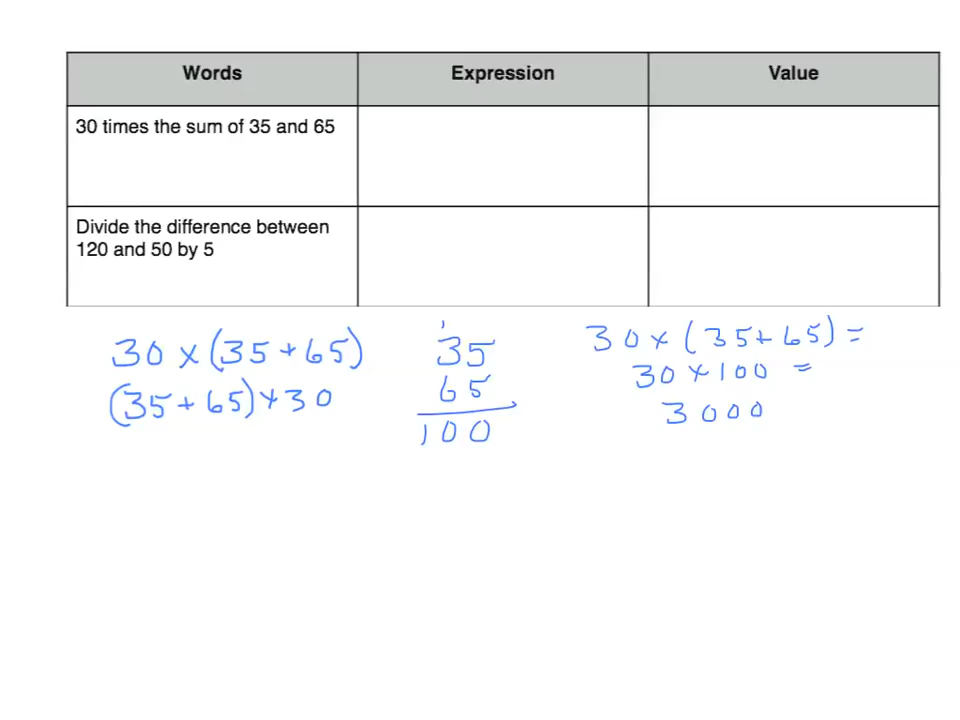 Words Expression Value
30 times the sum of 35 and 65
Divide the difference between
120 and 50 by 5
30 × (35 + 65)
(35 + 65) × 30
1
35
65
100
30 × (35 + 65) =
30 × 100 =
3000